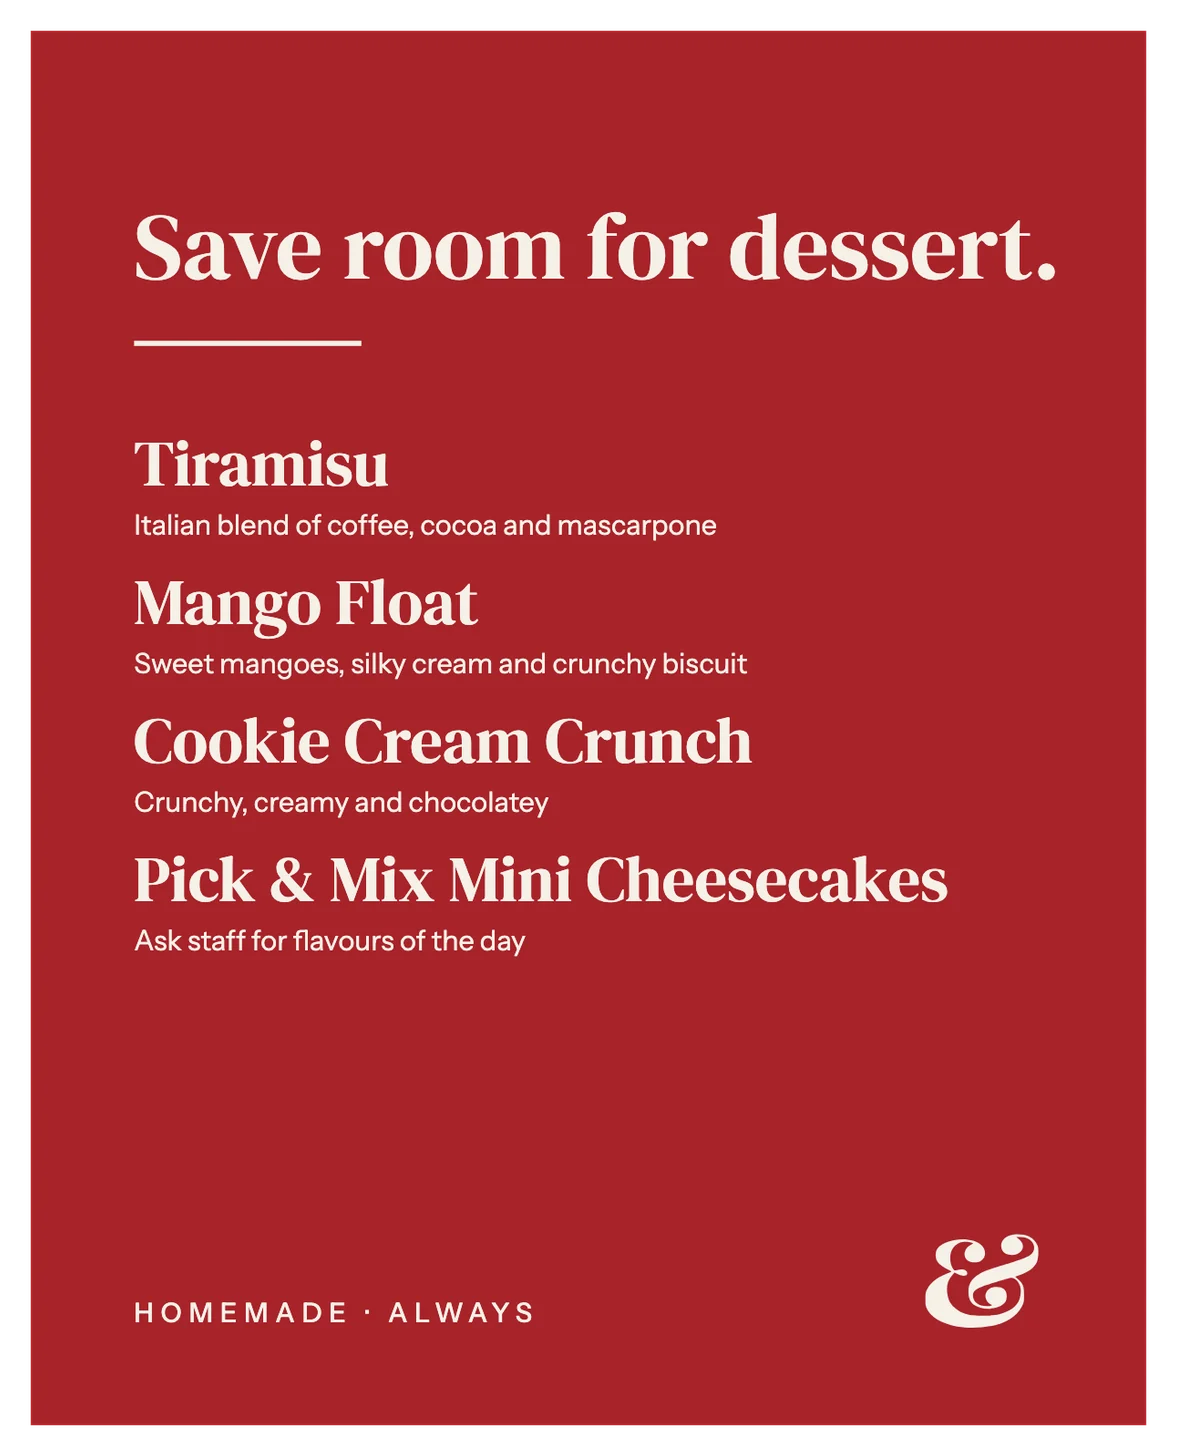 Save room for dessert.
Tiramisu
Italian blend of coffee, cocoa and mascarpone
Mango Float
Sweet mangoes, silky cream and crunchy biscuit
Cookie Cream Crunch
Crunchy, creamy and chocolatey
Pick & Mix Mini Cheesecakes
Ask staff for flavours of the day
&
HOMEMADE · ALWAYS